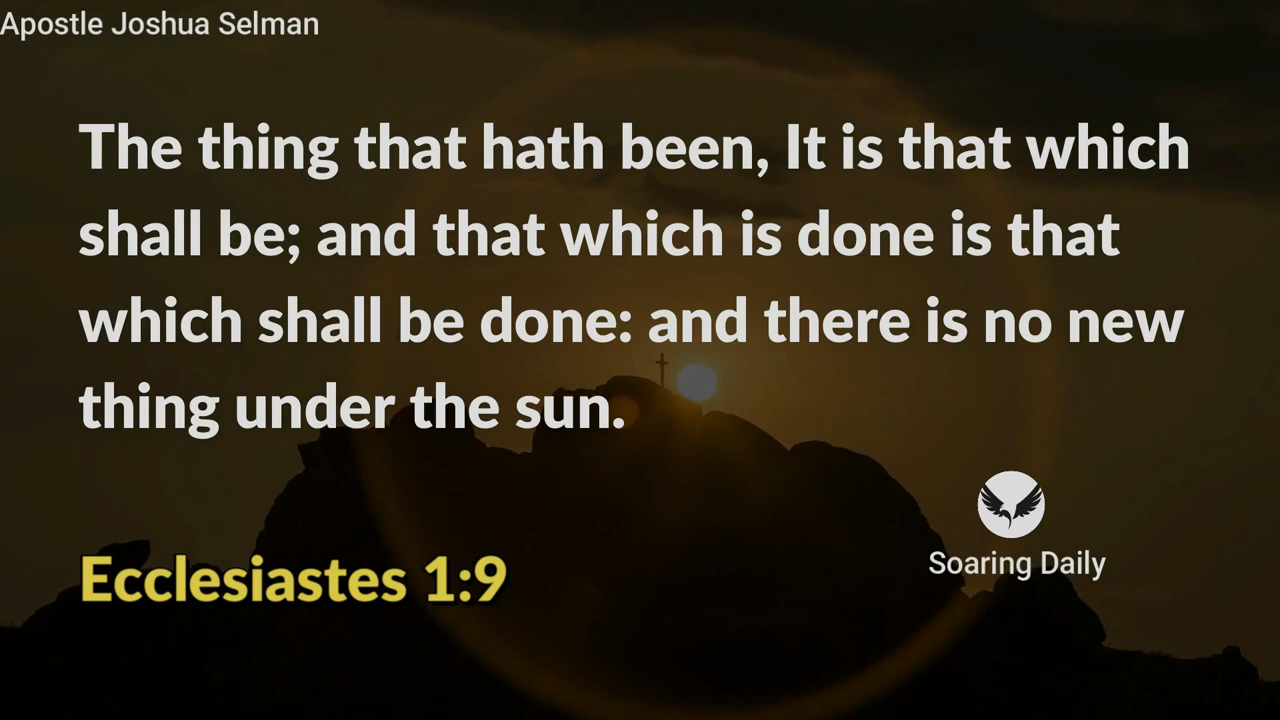 Apostle Joshua Selman
The thing that hath been, It is that which
shall be; and that which is done is that
which shall be done: and there is no new
thing under the sun.
Ecclesiastes 1:9
Soaring Daily